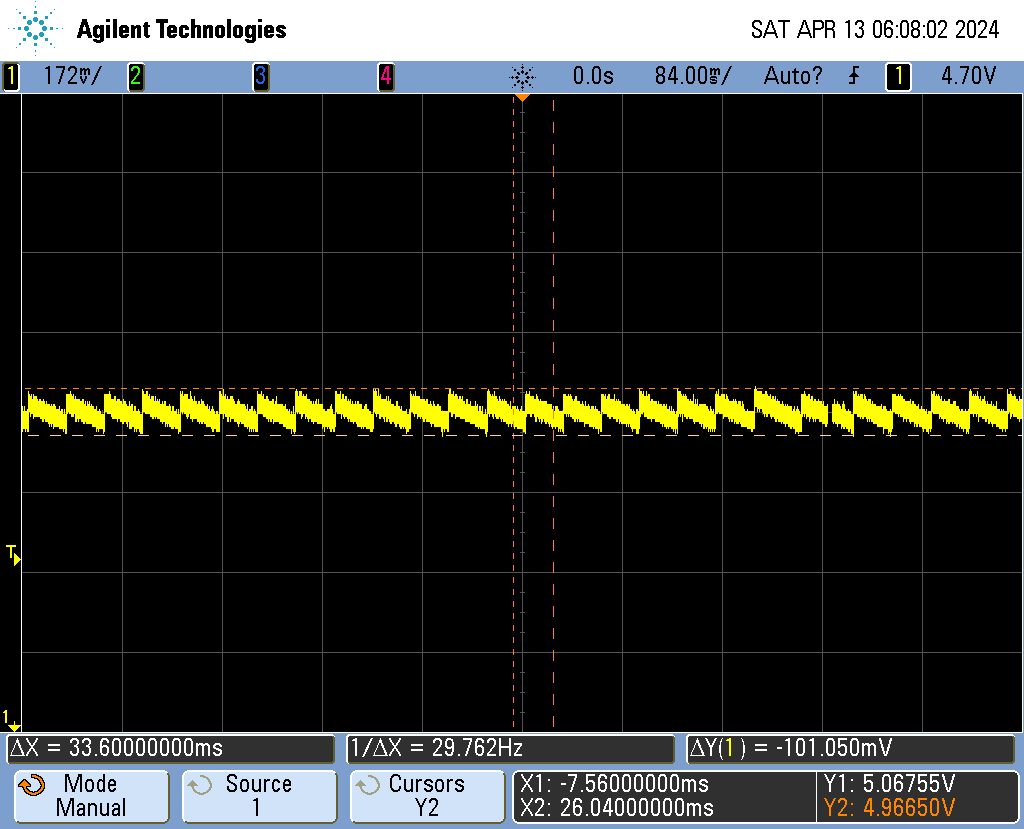 Agilent Technologies
SAT APR 13 06:08:02 2024
1 172mV/ 2 3 4 0.0s 84.00ms/ Auto? 1 4.70V
T
1
ΔX = 33.60000000ms 1/ΔX = 29.762Hz ΔY(1) = -101.050mV
Mode
Manual
Source
1
Cursors
Y2
X1: -7.56000000ms
X2: 26.04000000ms
Y1: 5.06755V
Y2: 4.96650V